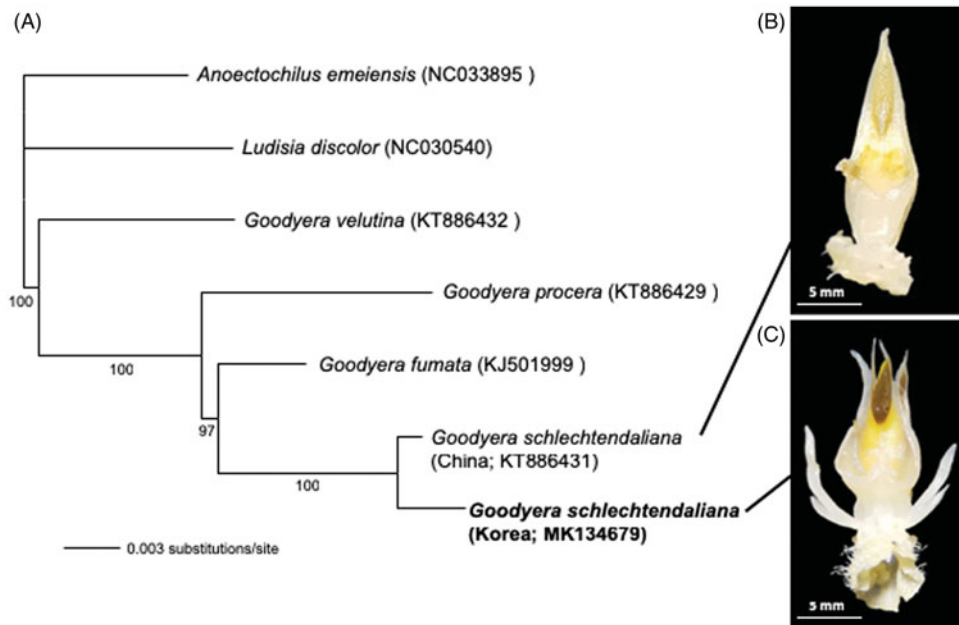 (A)
Anoectochilus emeiensis (NC033895 )
Ludisia discolor (NC030540)
Goodyera velutina (KT886432 )
Goodyera procera (KT886429 )
Goodyera fumata (KJ501999 )
Goodyera schlechtendaliana
(China; KT886431)
Goodyera schlechtendaliana
(Korea; MK134679)
100
100
97
100
0.003 substitutions/site
(B)
5 mm
(C)
5 mm